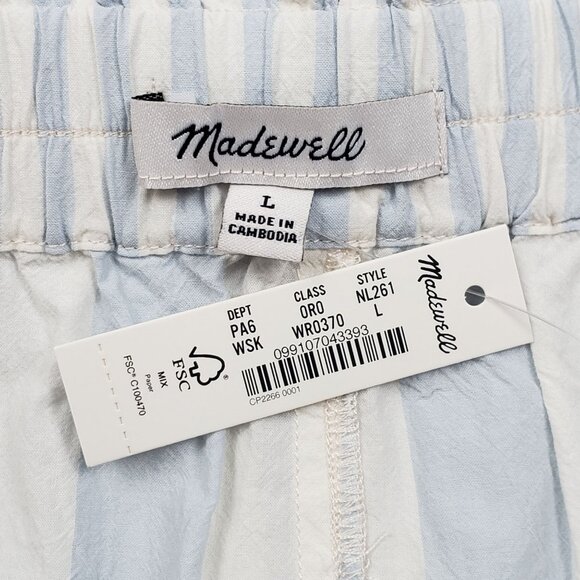 Madewell
L
MADE IN
CAMBODIA
Madewell
DEPT CLASS STYLE
PA6 0R0 NL261
WSK WR0370 L
099107043393
CP2266 0001
FSC
MIX
Paper
FSC® C100470